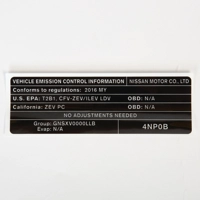 VEHICLE EMISSION CONTROL INFORMATION NISSAN MOTOR CO., LTD
Conforms to regulations: 2016 MY
U.S. EPA: T2B1, CFV-ZEV/ILEV LDV OBD: N/A
California: ZEV PC OBD: N/A
NO ADJUSTMENTS NEEDED
Group: GNSXV0000LLB
Evap: N/A
4NP0B